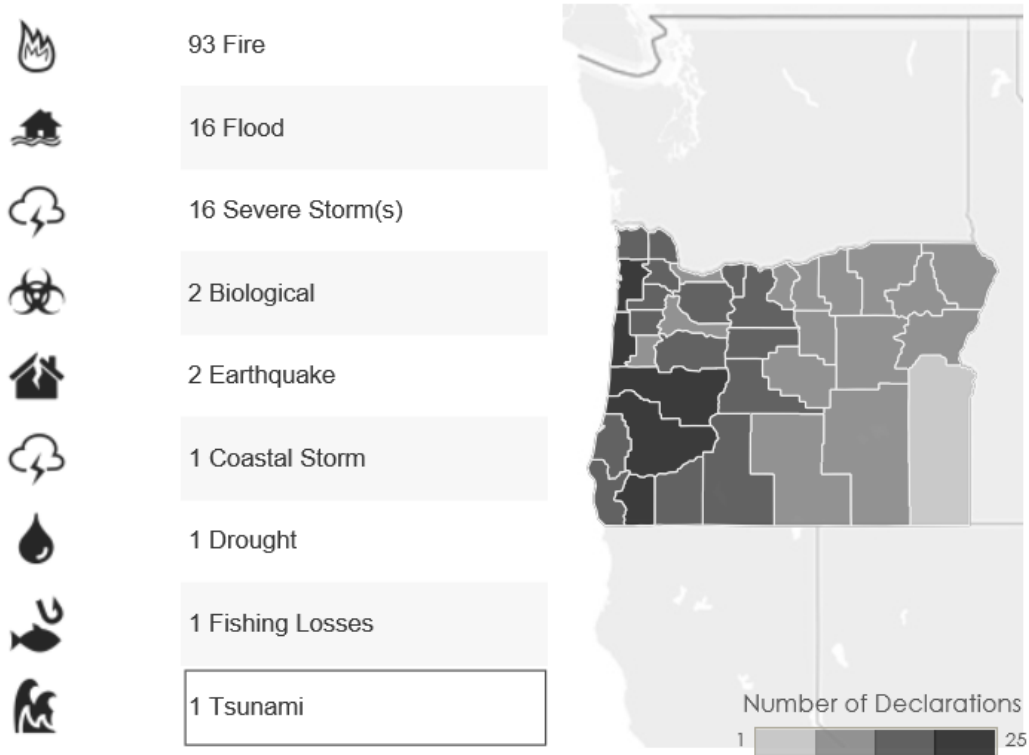 93 Fire
16 Flood
16 Severe Storm(s)
2 Biological
2 Earthquake
1 Coastal Storm
1 Drought
1 Fishing Losses
1 Tsunami
Number of Declarations
1 25